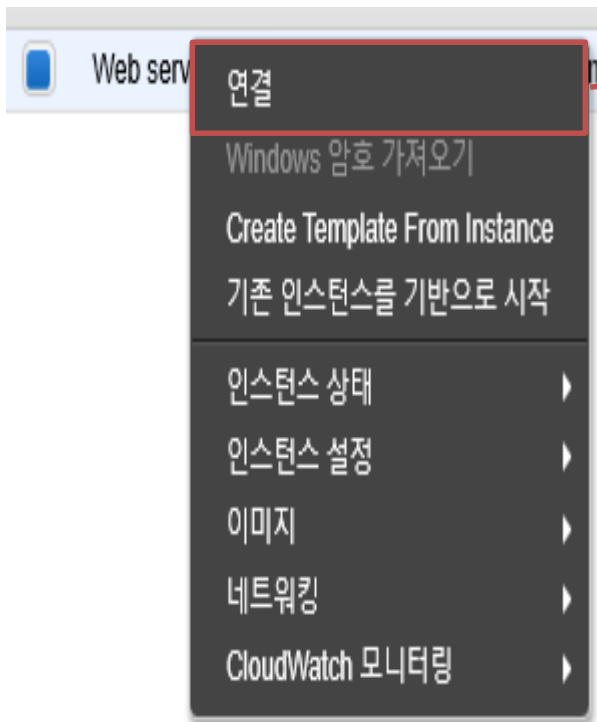 Web serv
연결
Windows 암호 가져오기
Create Template From Instance
기존 인스턴스를 기반으로 시작
인스턴스 상태
인스턴스 설정
이미지
네트워킹
CloudWatch 모니터링